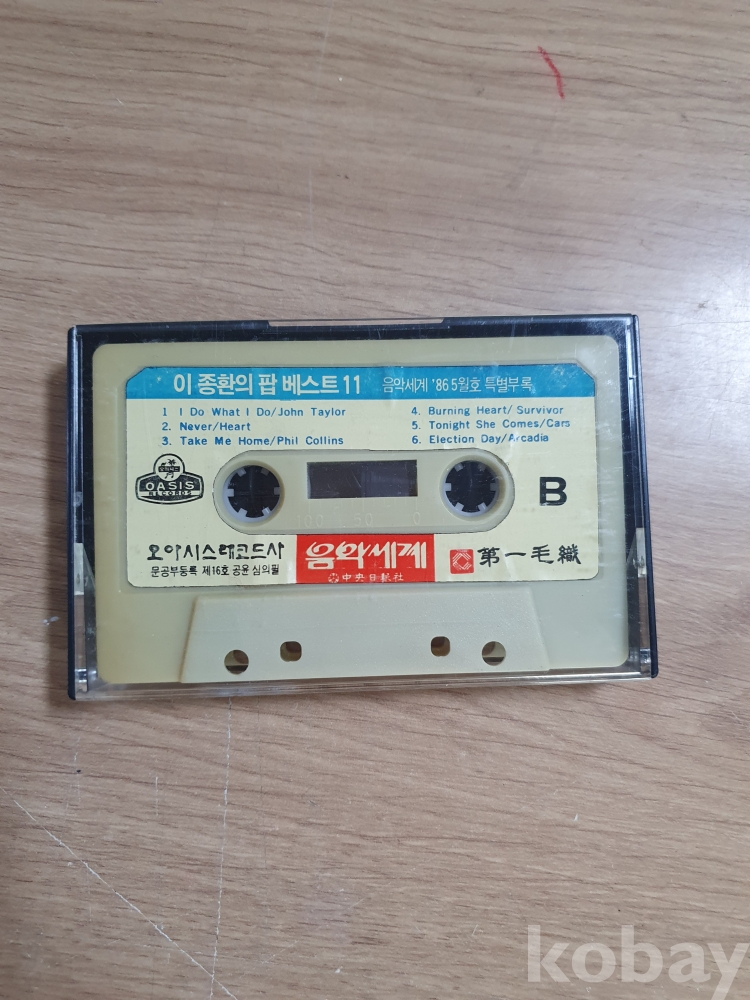 이 종환의 팝 베스트 11 음악세계 '86 5월호 특별부록
1 I Do What I Do/John Taylor
2. Never/Heart
3. Take Me Home/Phil Collins
4. Burning Heart/Survivor
5. Tonight She Comes/Cars
6. Election Day/Arcadia
OASIS
RECORDS
B
100 50 0
오아시스레코드사
문공부등록 제16호 공윤 심의필
음악세계
中央日報社
第一毛織
kobay